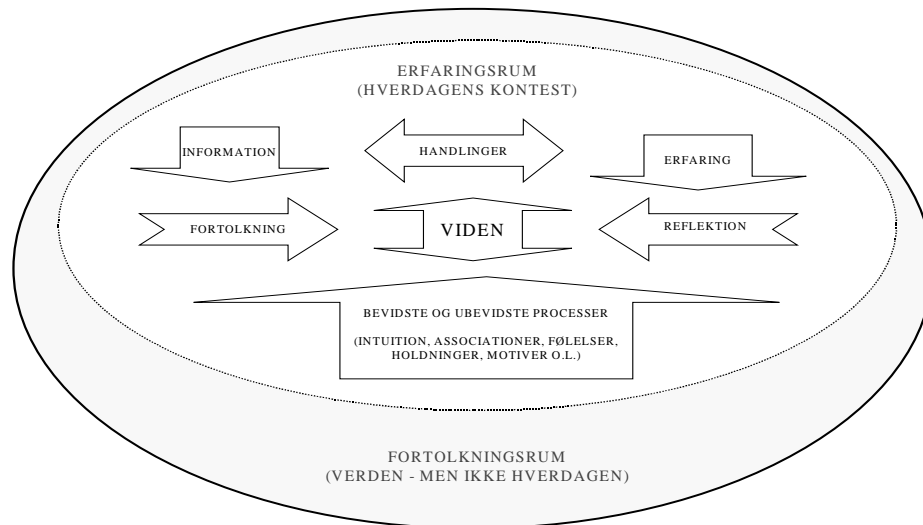 ERFARINGSRUM
(HVERDAGENS KONTEST)
INFORMATION
HANDLINGER
ERFARING
FORTOLKNING
VIDEN
REFLEKTION
BEVIDSTE OG UBEVIDSTE PROCESSER
(INTUITION, ASSOCIATIONER, FØLELSER,
HOLDNINGER, MOTIVER O.L.)
FORTOLKNINGSRUM
(VERDEN - MEN IKKE HVERDAGEN)